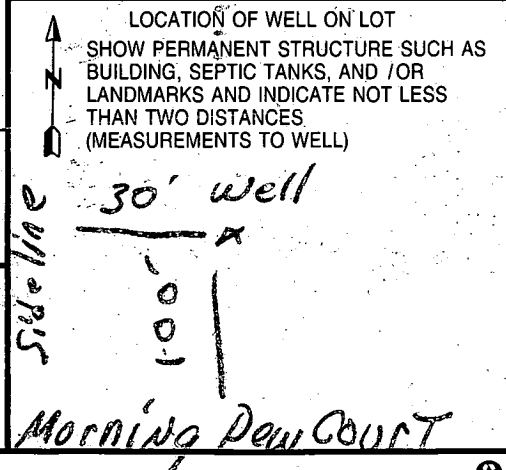 LOCATION OF WELL ON LOT
SHOW PERMANENT STRUCTURE SUCH AS
BUILDING, SEPTIC TANKS, AND /OR
LANDMARKS AND INDICATE NOT LESS
THAN TWO DISTANCES
(MEASUREMENTS TO WELL)
N
30' Well
X
Sideline
100'
Morning Dew Court